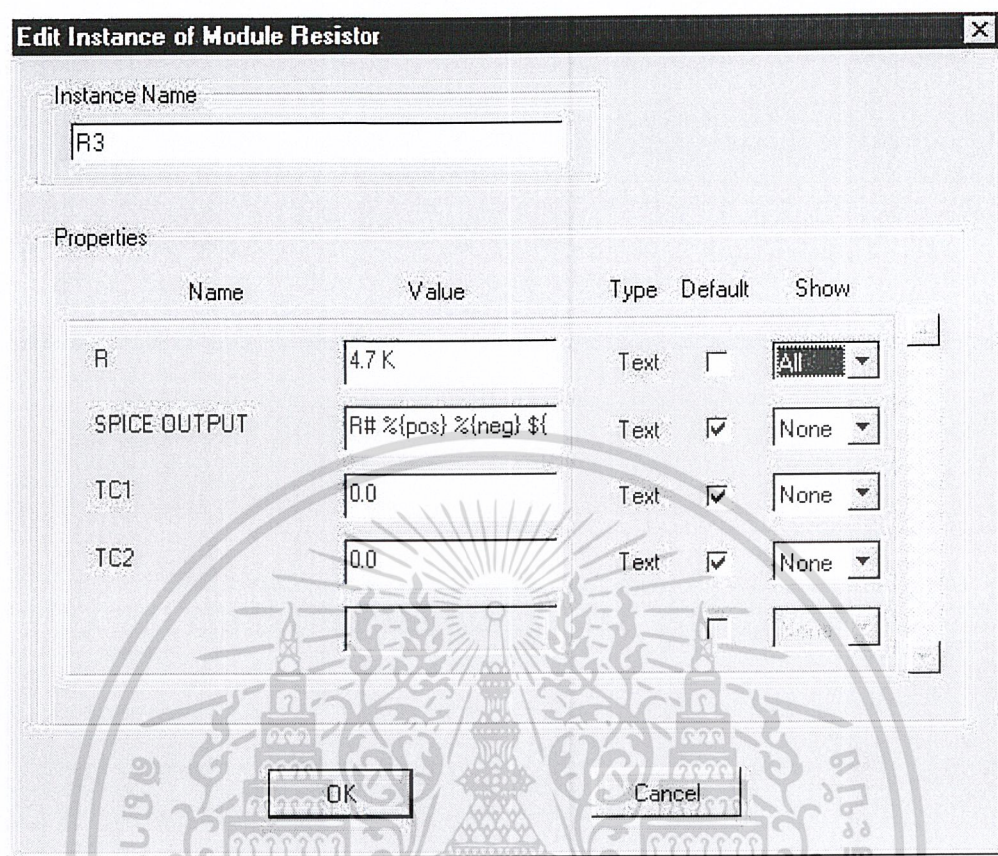 Edit Instance of Module Resistor
Instance Name
R3
Properties
Name Value Type Default Show
R 4.7 K Text All
SPICE OUTPUT R# %{pos} %{neg} ${ Text None
TC1 0.0 Text None
TC2 0.0 Text None
None
OK Cancel